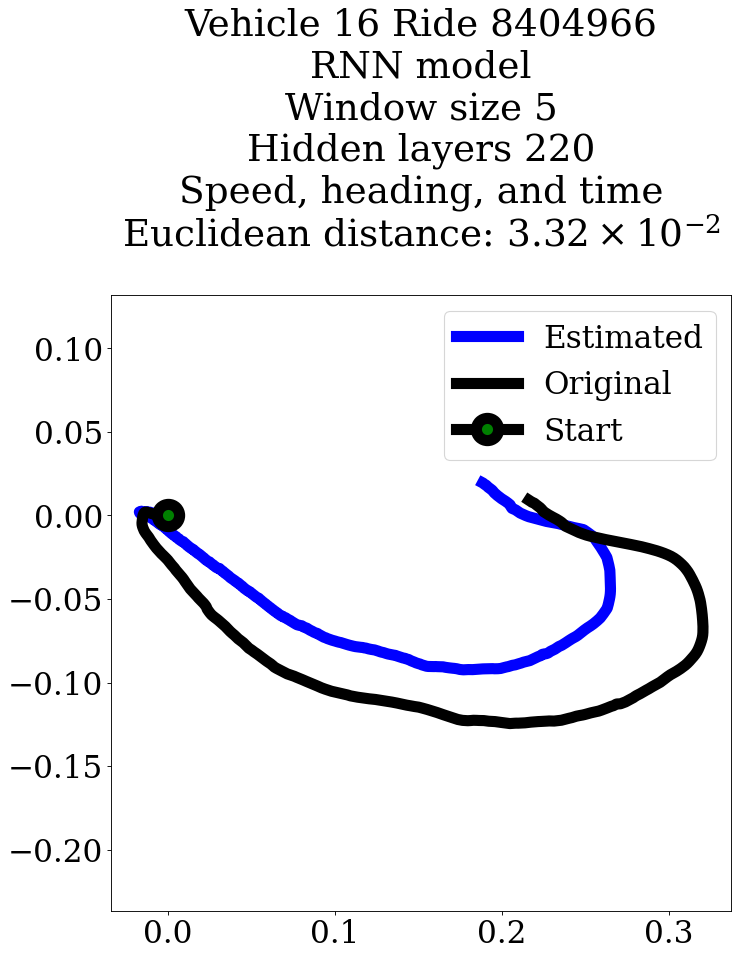 Vehicle 16 Ride 8404966
RNN model
Window size 5
Hidden layers 220
Speed, heading, and time
Euclidean distance: 3.32 × 10⁻²
Estimated
Original
Start
0.10
0.05
0.00
−0.05
−0.10
−0.15
−0.20
0.0 0.1 0.2 0.3